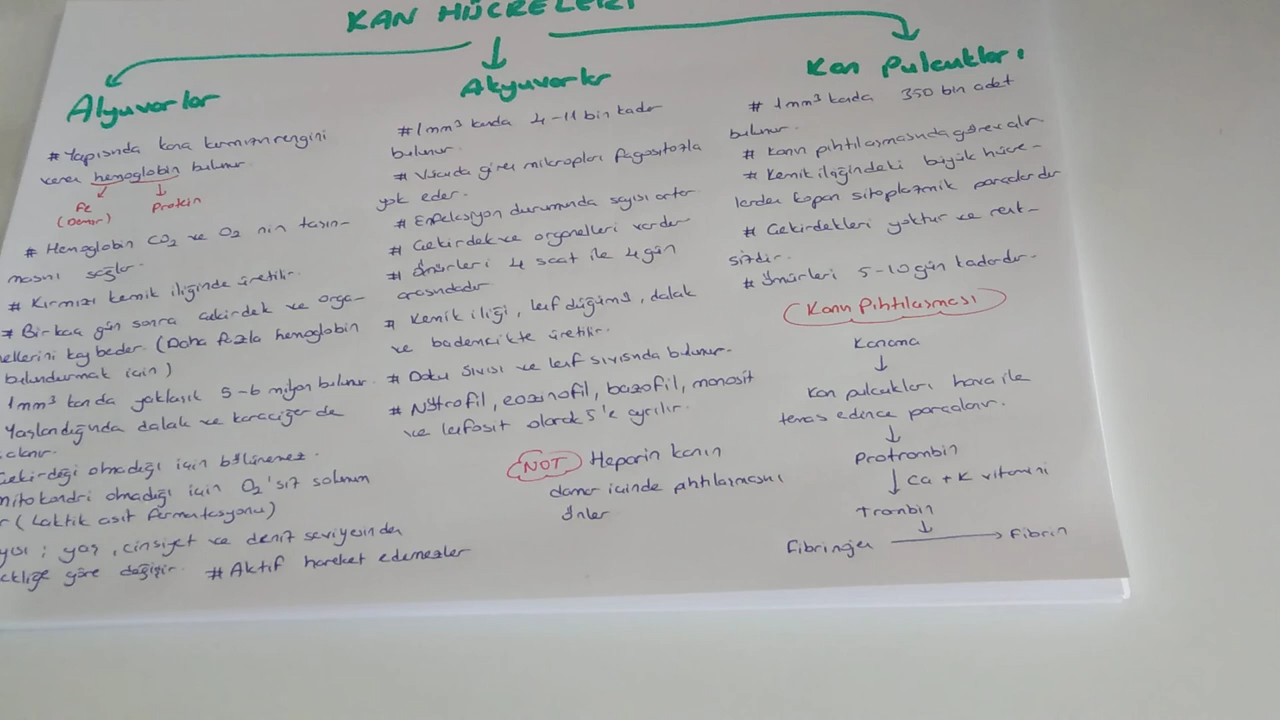 KAN HÜCRELERİ
Alyuvarlar
# Yapısında kana kırmızı rengini
veren hemoglobin bulunur.
Fe
(Demir)
Protein
# Hemoglobin CO2 ve O2 nin taşın-
masını sağlar.
# Kırmızı kemik iliğinde üretilir.
# Birkaç gün sonra çekirdek ve orga-
ellerini kaybeder. (Daha fazla hemoglobin
bulundurmak için)
1mm³ kanda yaklaşık 5-6 milyon bulunur.
Yaşlandığında dalak ve karaciğerde
Çekirdeği olmadığı için bölünemez.
mitokondri olmadığı için O2'siz solunum
r (Laktik asit fermentasyonu)
yısı; yaş, cinsiyet ve deniz seviyesinden
ekliğe göre değişir. # Aktif hareket edemezler
Akyuvarlar
# 1mm³ kanda 4-11 bin kadar
bulunur.
# Vücuda giren mikropları fagositozla
yok eder.
# Enfeksiyon durumunda sayısı artar
# Çekirdek ve organelleri vardır
# Ömürleri 4 saat ile 4 gün
arasındadır
# Kemik iliği, lenf düğümü, dalak
ve bademcikte üretilir.
# Doku sıvısı ve lenf sıvısında bulunur.
# Nötrofil, eozinofil, bazofil, monosit
ve lenfosit olarak 5'e ayrılır.
NOT Heparin kanın
damar içinde pıhtılaşmasını
önler
Kan Pulcukları
# 1mm³ kanda 350 bin adet
bulunur.
# Kanın pıhtılaşmasında görev alır.
# Kemik iliğindeki büyük hücre-
lerden kopan sitoplazmik parçalardır
# Çekirdekleri yoktur ve renk-
sizdir.
# Ömürleri 5-10 gün kadardır.
Kanın Pıhtılaşması
Kanama
Kan pulcukları hava ile
temas edince parçalanır.
Protrombin
Ca + K vitamini
Trombin
Fibrinojen
Fibrin